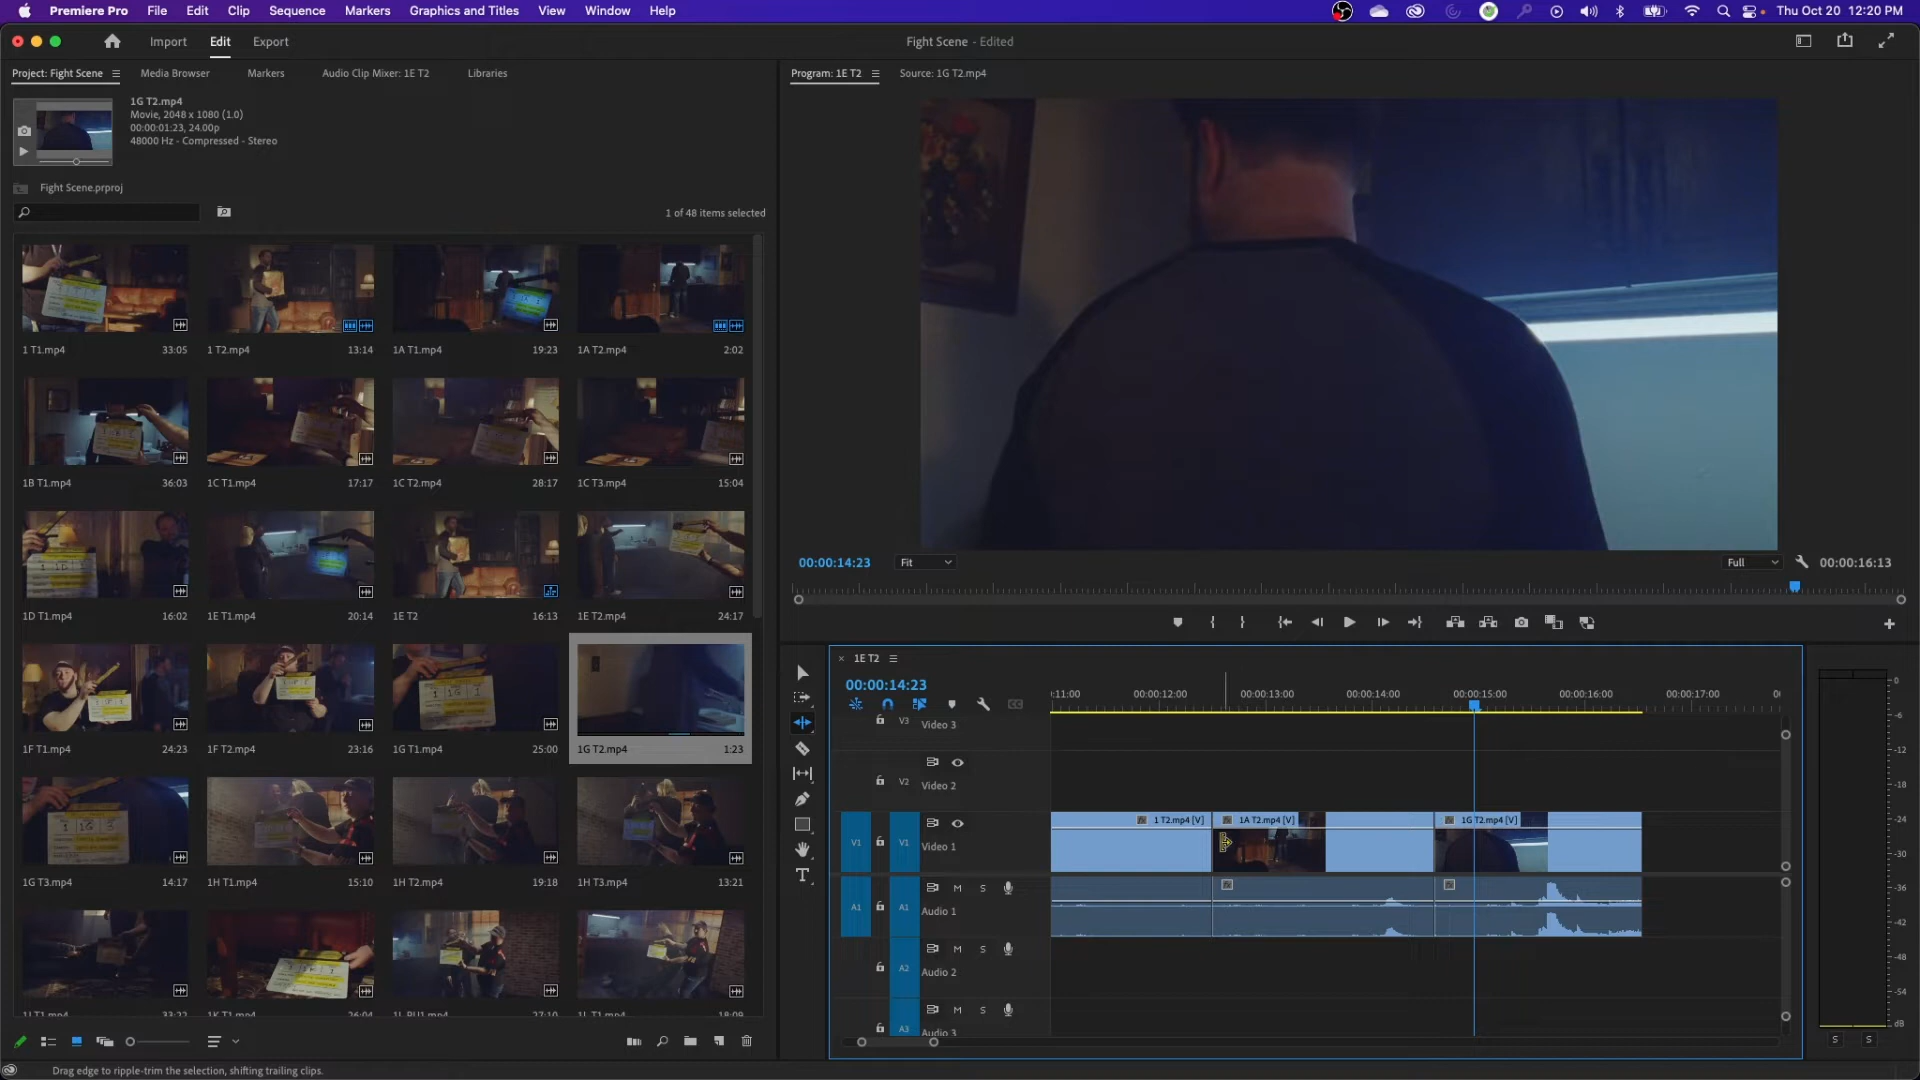 Premiere Pro File Edit Clip Sequence Markers Graphics and Titles View Window Help
Thu Oct 20 12:20 PM
Import Edit Export
Fight Scene - Edited
Project: Fight Scene Media Browser Markers Audio Clip Mixer: 1E T2 Libraries
1G T2.mp4
Movie, 2048 x 1080 (1.0)
00:00:01:23, 24.00p
48000 Hz - Compressed - Stereo
Fight Scene.prproj
1 of 48 items selected
1 T1.mp4 33:05
1 T2.mp4 13:14
1A T1.mp4 19:23
1A T2.mp4 2:02
1B T1.mp4 36:03
1C T1.mp4 17:17
1C T2.mp4 28:17
1C T3.mp4 15:04
1D T1.mp4 16:02
1E T1.mp4 20:14
1E T2 16:13
1E T2.mp4 24:17
1F T1.mp4 24:23
1F T2.mp4 23:16
1G T1.mp4 25:00
1G T2.mp4 1:23
1G T3.mp4 14:17
1H T1.mp4 15:10
1H T2.mp4 19:18
1H T3.mp4 13:21
Drag edge to ripple-trim the selection, shifting trailing clips.
Program: 1E T2 Source: 1G T2.mp4
00:00:14:23 Fit Full 00:00:16:13
1E T2
00:00:14:23
:11:00 00:00:12:00 00:00:13:00 00:00:14:00 00:00:15:00 00:00:16:00 00:00:17:00
V3 Video 3
V2 Video 2
V1 V1 Video 1
1 T2.mp4 [V] 1A T2.mp4 [V] 1G T2.mp4 [V]
A1 A1 M S Audio 1
A2 M S Audio 2
A3 M S Audio 3
0
-6
-12
-18
-24
-30
-36
-42
-48
-54
dB
S S